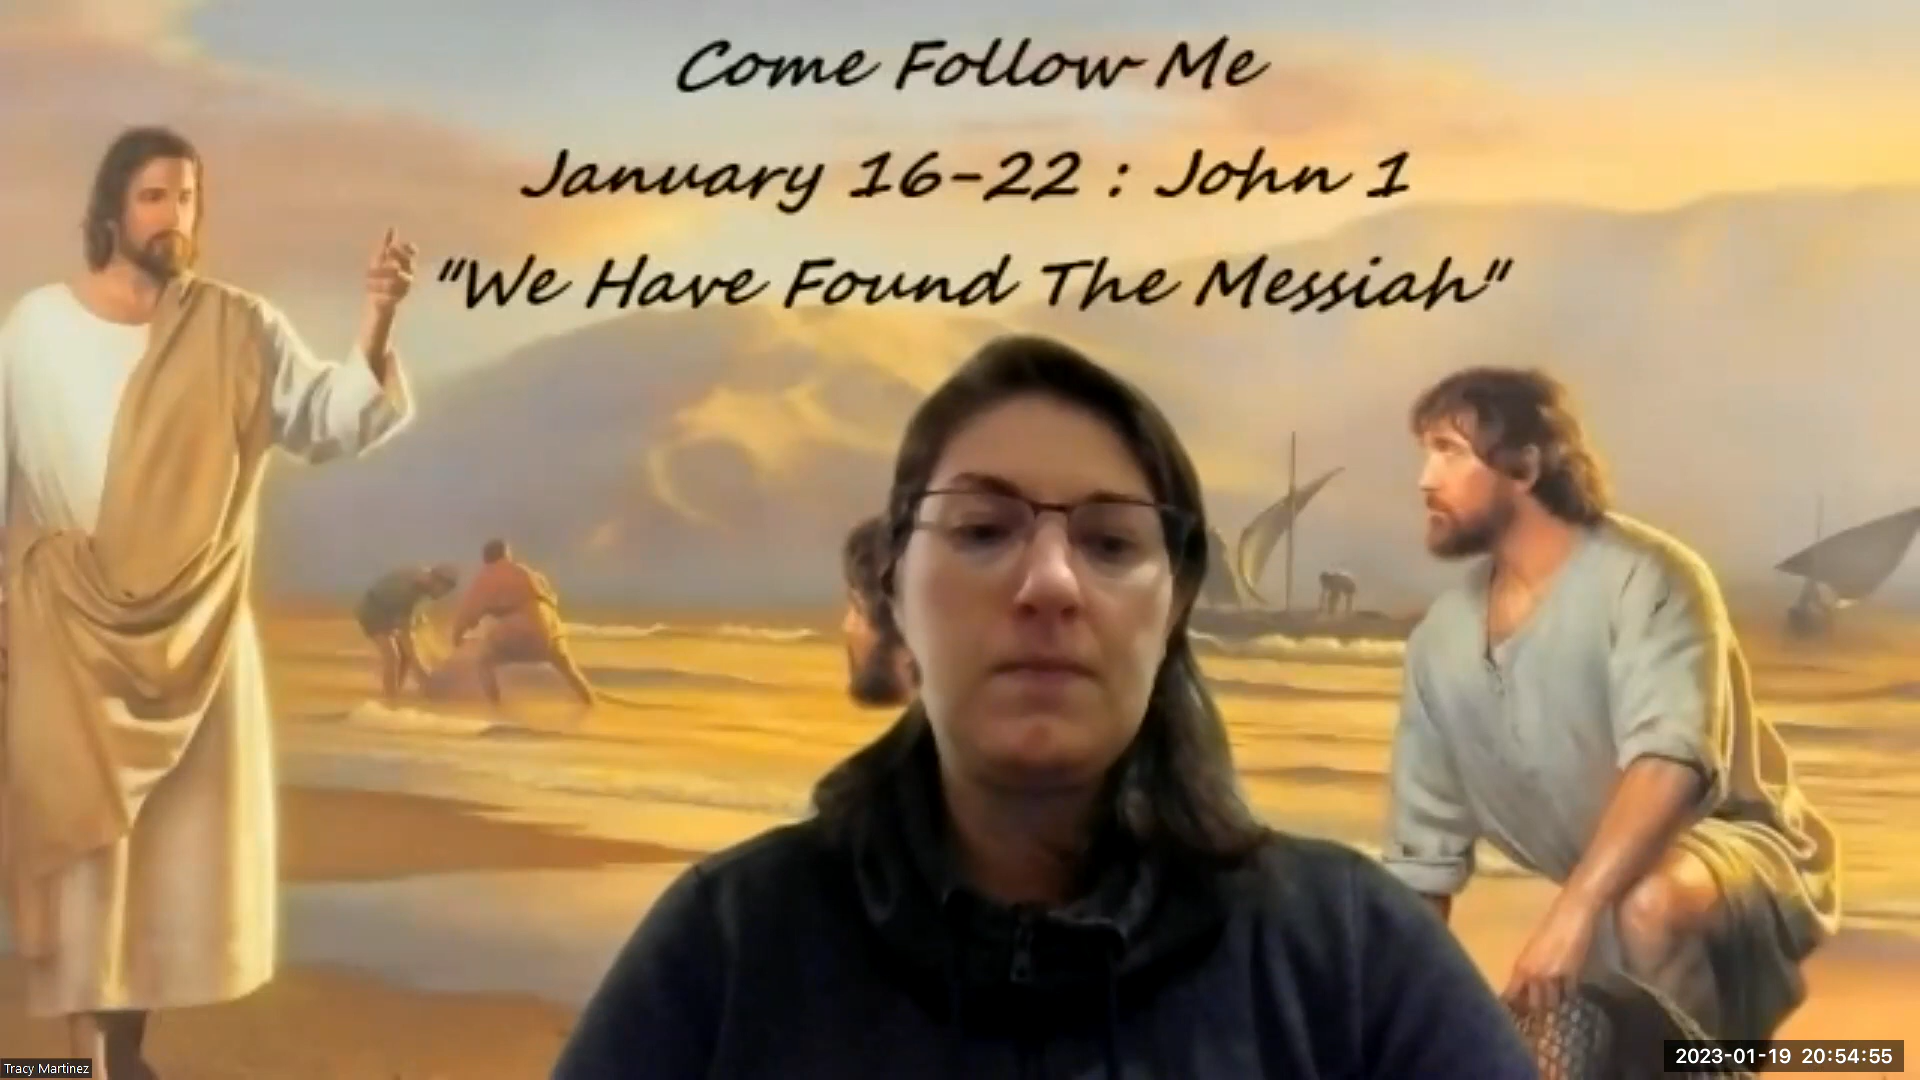 Come Follow Me
January 16-22 : John 1
"We Have Found The Messiah"
Tracy Martinez
2023-01-19 20:54:55